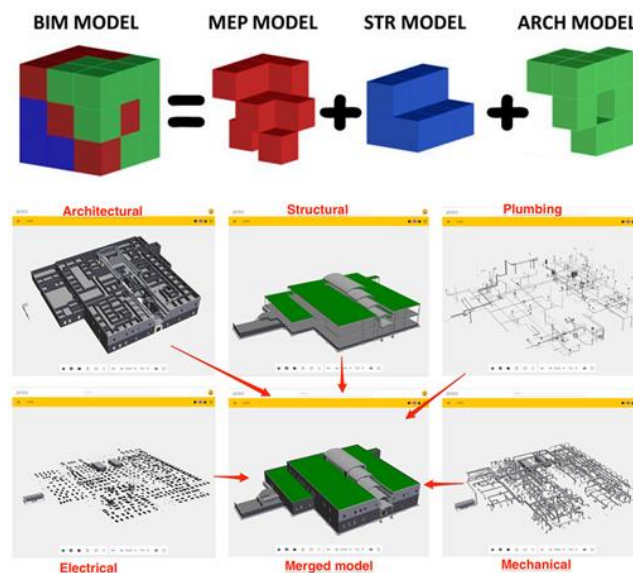 BIM MODEL
MEP MODEL
STR MODEL
ARCH MODEL
=
+
+
Architectural
Structural
Plumbing
Electrical
Merged model
Mechanical